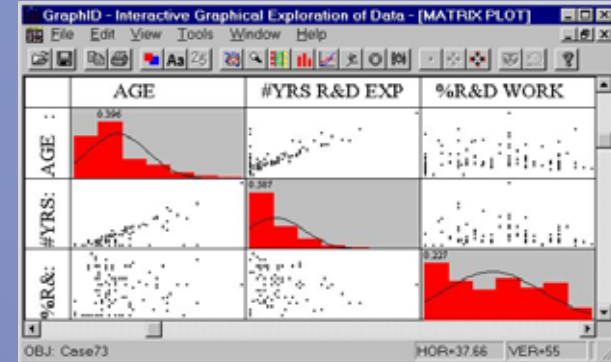 GraphID - Interactive Graphical Exploration of Data - [MATRIX PLOT]
File Edit View Tools Window Help
Aa
AGE #YRS R&D EXP %R&D WORK
AGE :
0.396
#YRS:
0.387
%R&:
0.227
OBJ: Case73 HOR=37.66 VER=55